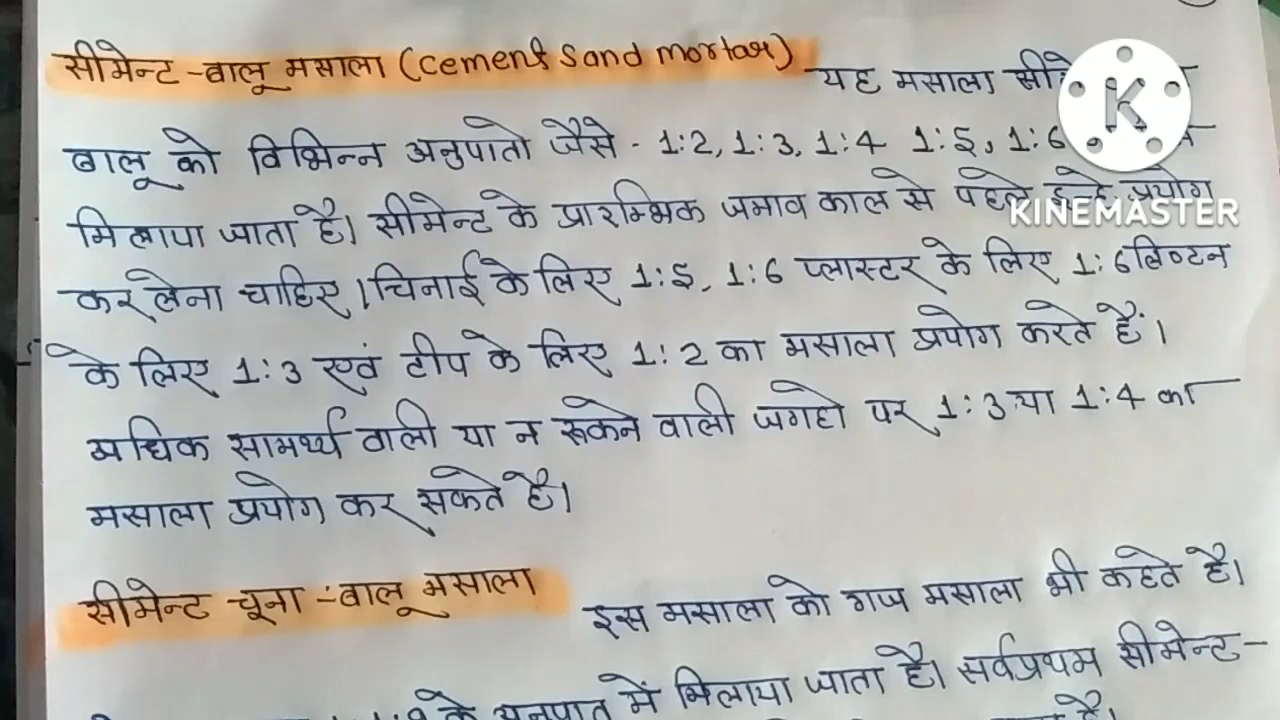 सीमेन्ट-बालू मसाला (cement sand mortar) यह मसाला
बालू को विभिन्न अनुपातो जैसे - 1:2, 1:3, 1:4 1:5, 1:6
मिलाया जाता है। सीमेन्ट के प्रारम्भिक जमाव काल से पहले इन्हे प्रयोग
KINEMASTER
कर लेना चाहिए। चिनाई के लिए 1:5, 1:6 प्लास्टर के लिए 1:6 लिण्टन
के लिए 1:3 एवं टीप के लिए 1:2 का मसाला प्रयोग करते हैं।
अधिक सामर्थ्य वाली या न रूकने वाली जगहो पर 1:3 या 1:4 का
मसाला प्रयोग कर सकते है।
सीमेन्ट चूना -बालू मसाला इस मसाला को गज मसाला भी कहते है।
के अनुपात में मिलाया जाता है। सर्वप्रथम सीमेन्ट-